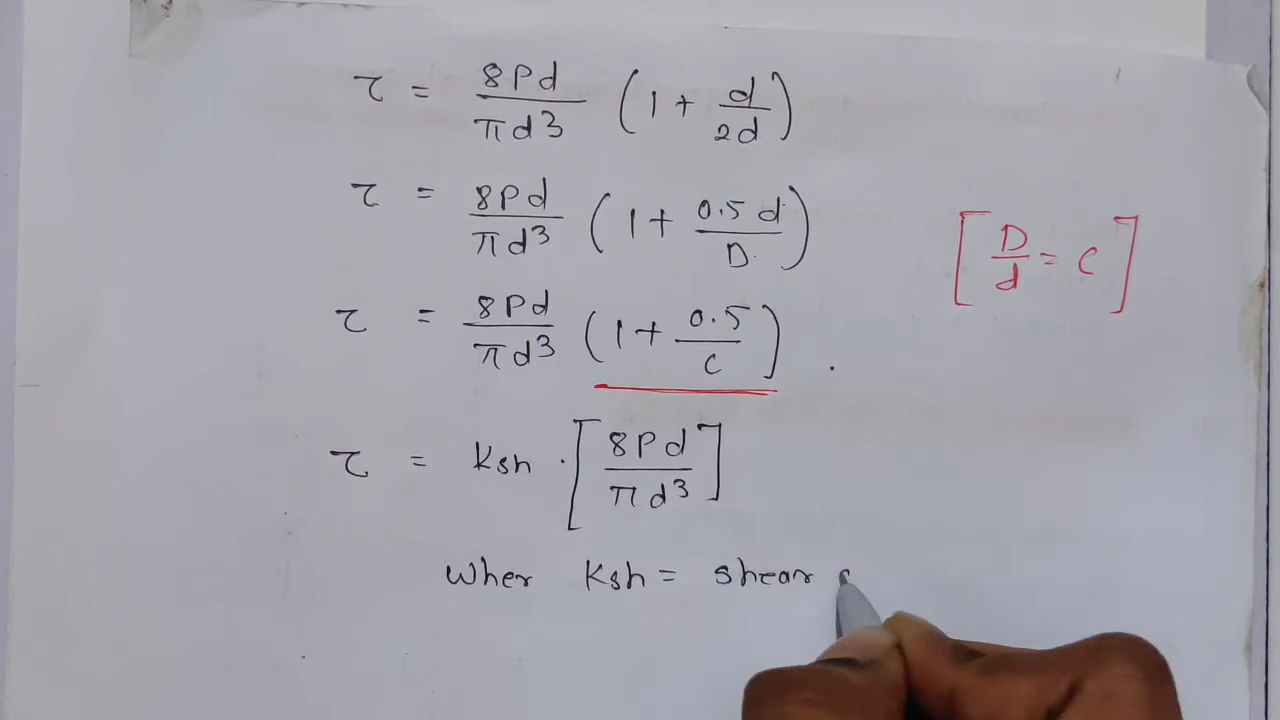 τ = 8Pd/πd³ (1 + d/2d)
τ = 8Pd/πd³ (1 + 0.5 d/D)
[D/d = C]
τ = 8Pd/πd³ (1 + 0.5/C]
τ = Ksh · [8Pd/πd³]
Wher Ksh = shear